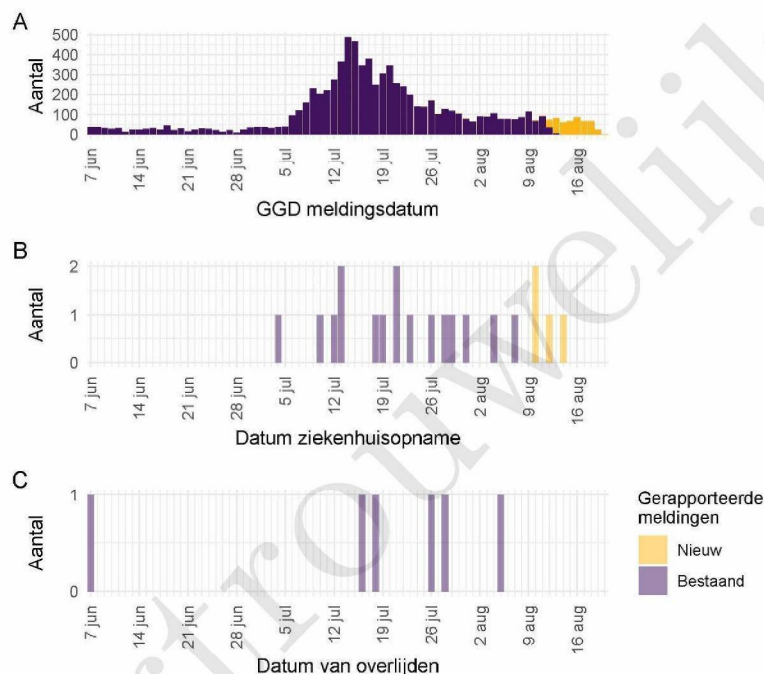 A
Aantal
500
400
300
200
100
0
7 jun
14 jun
21 jun
28 jun
5 jul
12 jul
19 jul
26 jul
2 aug
9 aug
16 aug
GGD meldingsdatum
B
Aantal
2
1
0
7 jun
14 jun
21 jun
28 jun
5 jul
12 jul
19 jul
26 jul
2 aug
9 aug
16 aug
Datum ziekenhuisopname
C
Aantal
1
0
7 jun
14 jun
21 jun
28 jun
5 jul
12 jul
19 jul
26 jul
2 aug
9 aug
16 aug
Datum van overlijden
Gerapporteerde
meldingen
Nieuw
Bestaand